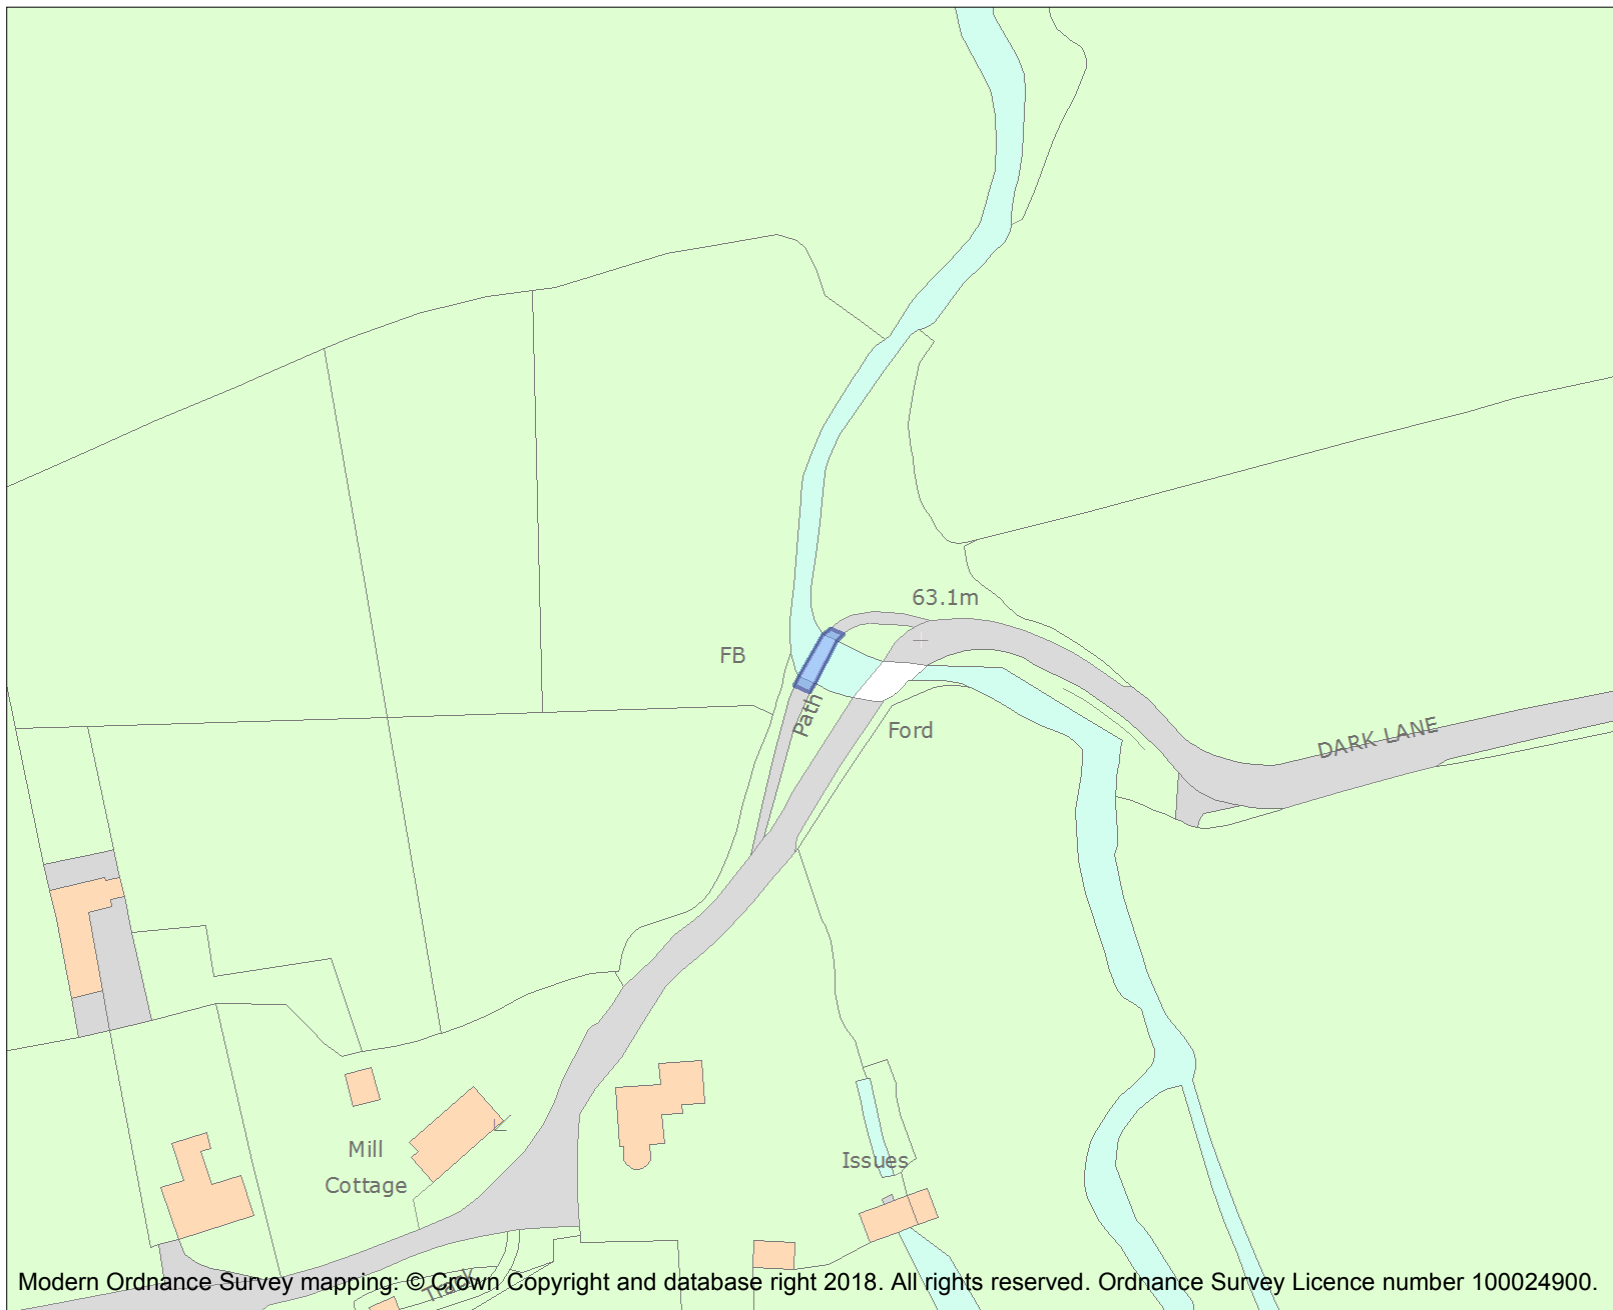 63.1m
FB
Path
Ford
DARK LANE
Mill
Cottage
Issues
Track
Modern Ordnance Survey mapping: © Crown Copyright and database right 2018. All rights reserved. Ordnance Survey Licence number 100024900.